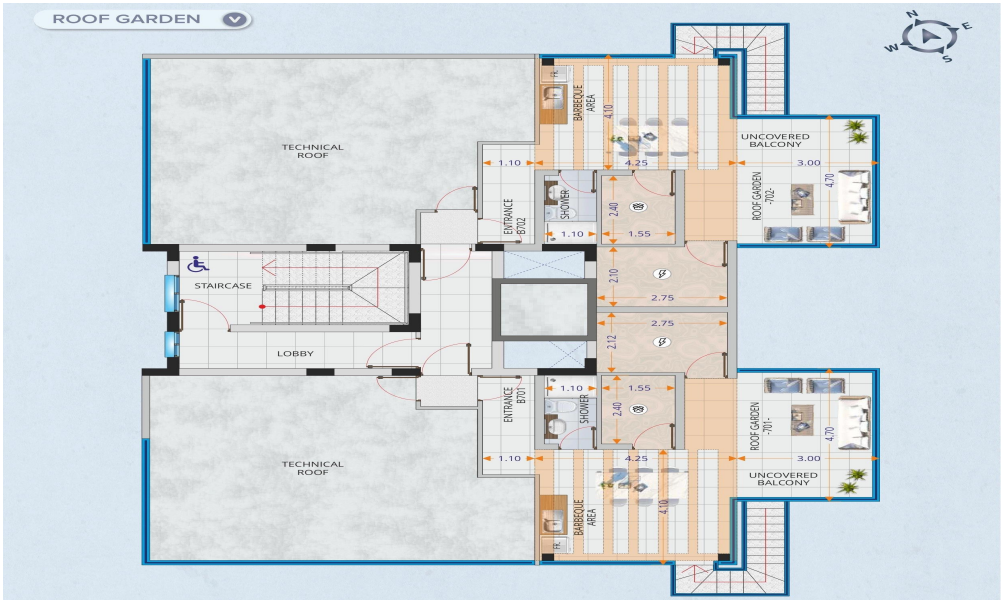 ROOF GARDEN
N
E
W
S
TECHNICAL
ROOF
FR.
BARBEQUE
AREA
4.10
UNCOVERED
BALCONY
1.10
4.25
3.00
4.70
ROOF GARDEN
-702-
ENTRANCE
B702
SHOWER
2.40
1.10
1.55
STAIRCASE
2.10
2.75
LOBBY
2.12
2.75
ENTRANCE
B701
1.10
SHOWER
1.55
2.40
ROOF GARDEN
-701-
4.70
TECHNICAL
ROOF
1.10
4.25
3.00
UNCOVERED
BALCONY
BARBEQUE
AREA
4.10
FR.